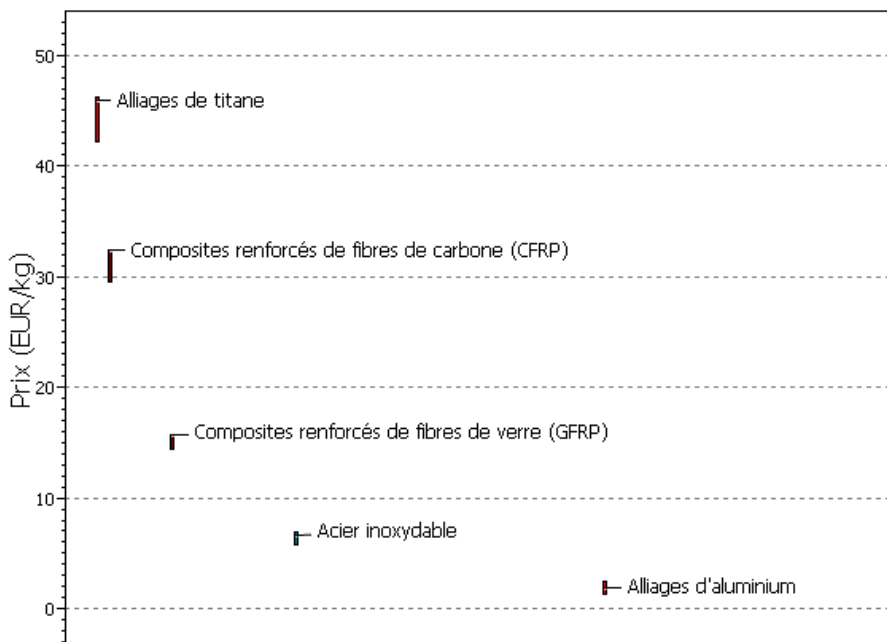 50
Alliages de titane
40
Composites renforcés de fibres de carbone (CFRP)
30
Prix (EUR/kg)
20
Composites renforcés de fibres de verre (GFRP)
10
Acier inoxydable
Alliages d'aluminium
0